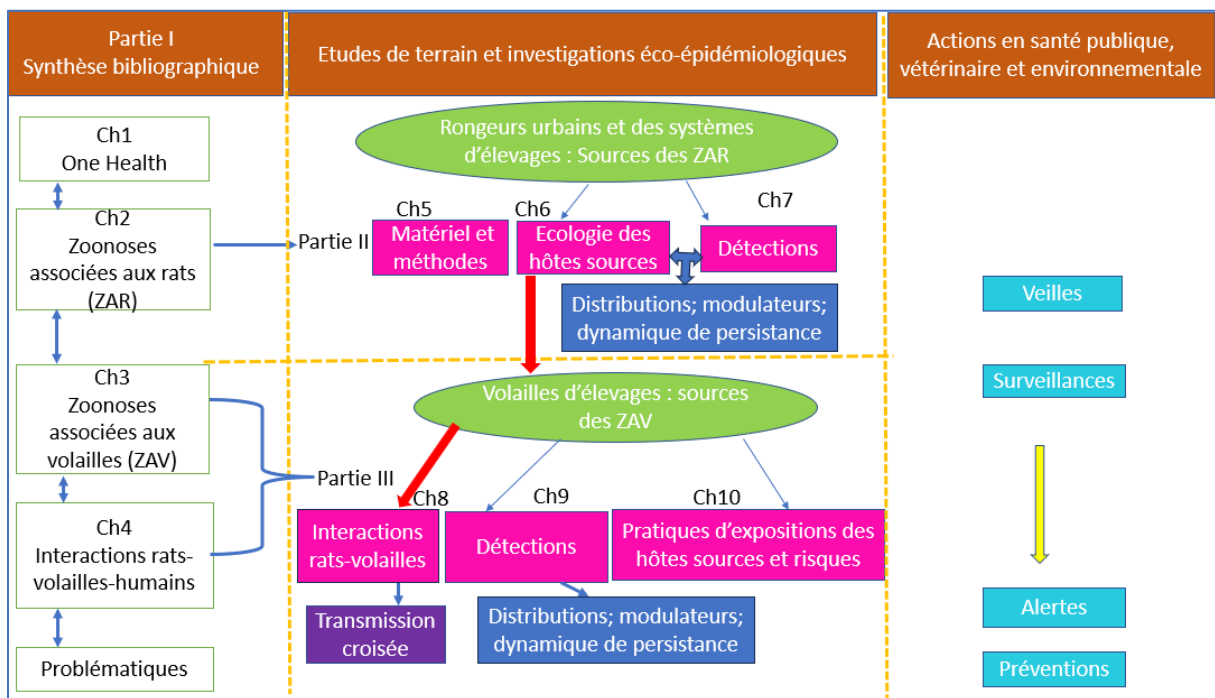 Partie I
Synthèse bibliographique
Etudes de terrain et investigations éco-épidémiologiques
Actions en santé publique,
vétérinaire et environnementale
Ch1
One Health
Ch2
Zoonoses
associées aux rats
(ZAR)
Ch3
Zoonoses
associées aux
volailles (ZAV)
Ch4
Interactions rats-
volailles-humains
Problématiques
Rongeurs urbains et des systèmes
d’élevages : Sources des ZAR
Partie II
Ch5
Matériel et
méthodes
Ch6
Ecologie des
hôtes sources
Ch7
Détections
Distributions; modulateurs;
dynamique de persistance
Volailles d’élevages : sources
des ZAV
Partie III
Ch8
Interactions
rats-volailles
Transmission
croisée
Ch9
Détections
Distributions; modulateurs;
dynamique de persistance
Ch10
Pratiques d’expositions des
hôtes sources et risques
Veilles
Surveillances
Alertes
Préventions